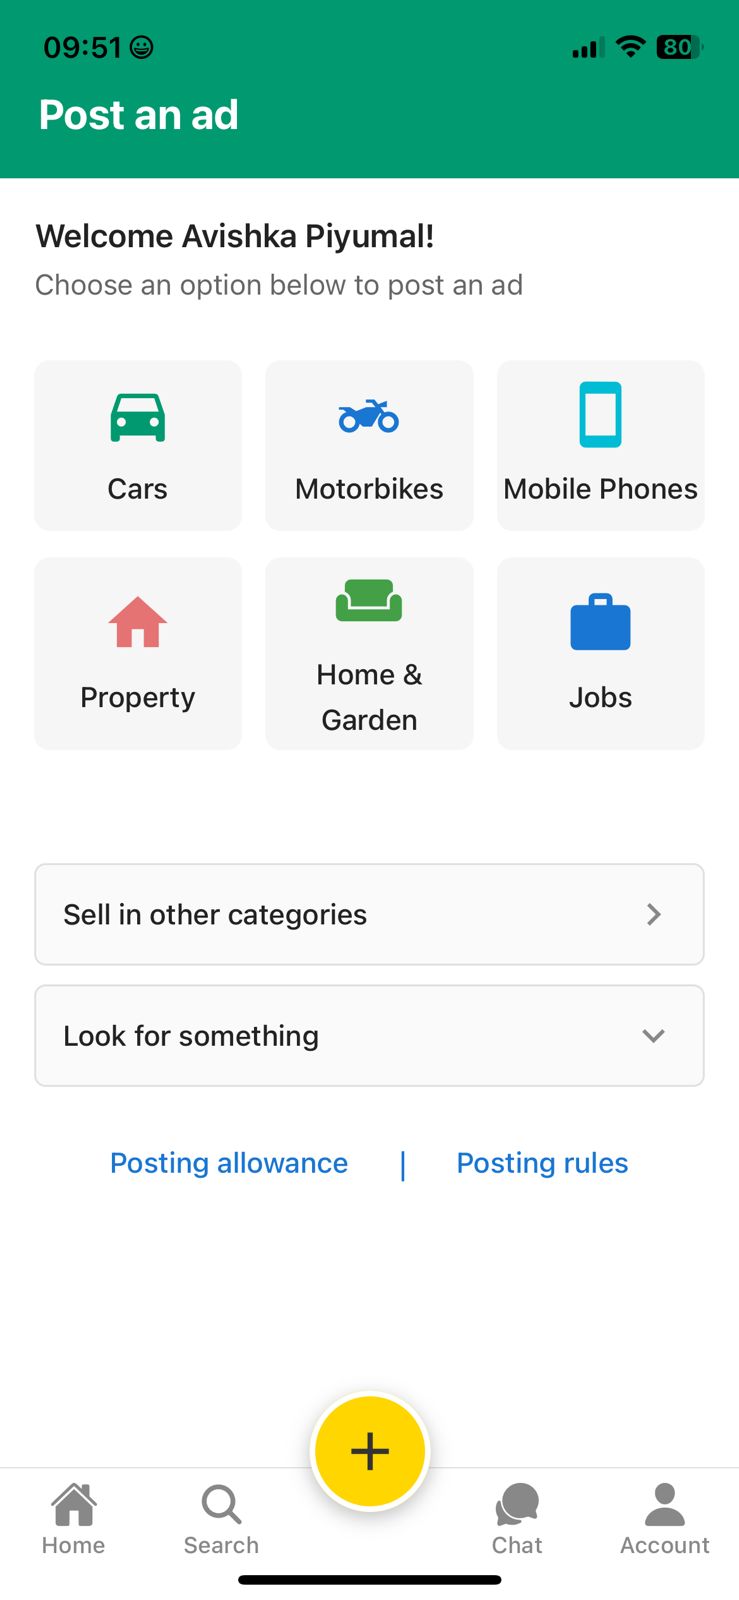 09:51
80
Post an ad
Welcome Avishka Piyumal!
Choose an option below to post an ad
Cars
Motorbikes
Mobile Phones
Property
Home &
Garden
Jobs
Sell in other categories
Look for something
Posting allowance | Posting rules
Home
Search
Chat
Account